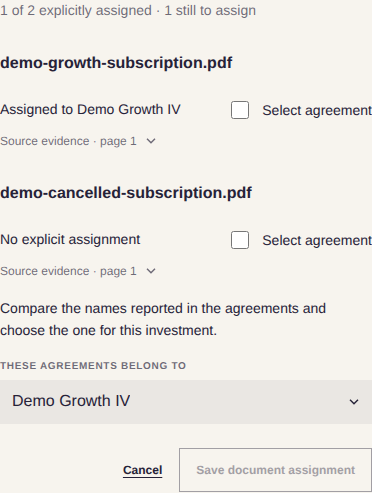 1 of 2 explicitly assigned · 1 still to assign
demo-growth-subscription.pdf
Assigned to Demo Growth IV
Select agreement
Source evidence · page 1
demo-cancelled-subscription.pdf
No explicit assignment
Select agreement
Source evidence · page 1
Compare the names reported in the agreements and
choose the one for this investment.
THESE AGREEMENTS BELONG TO
Demo Growth IV
Cancel
Save document assignment